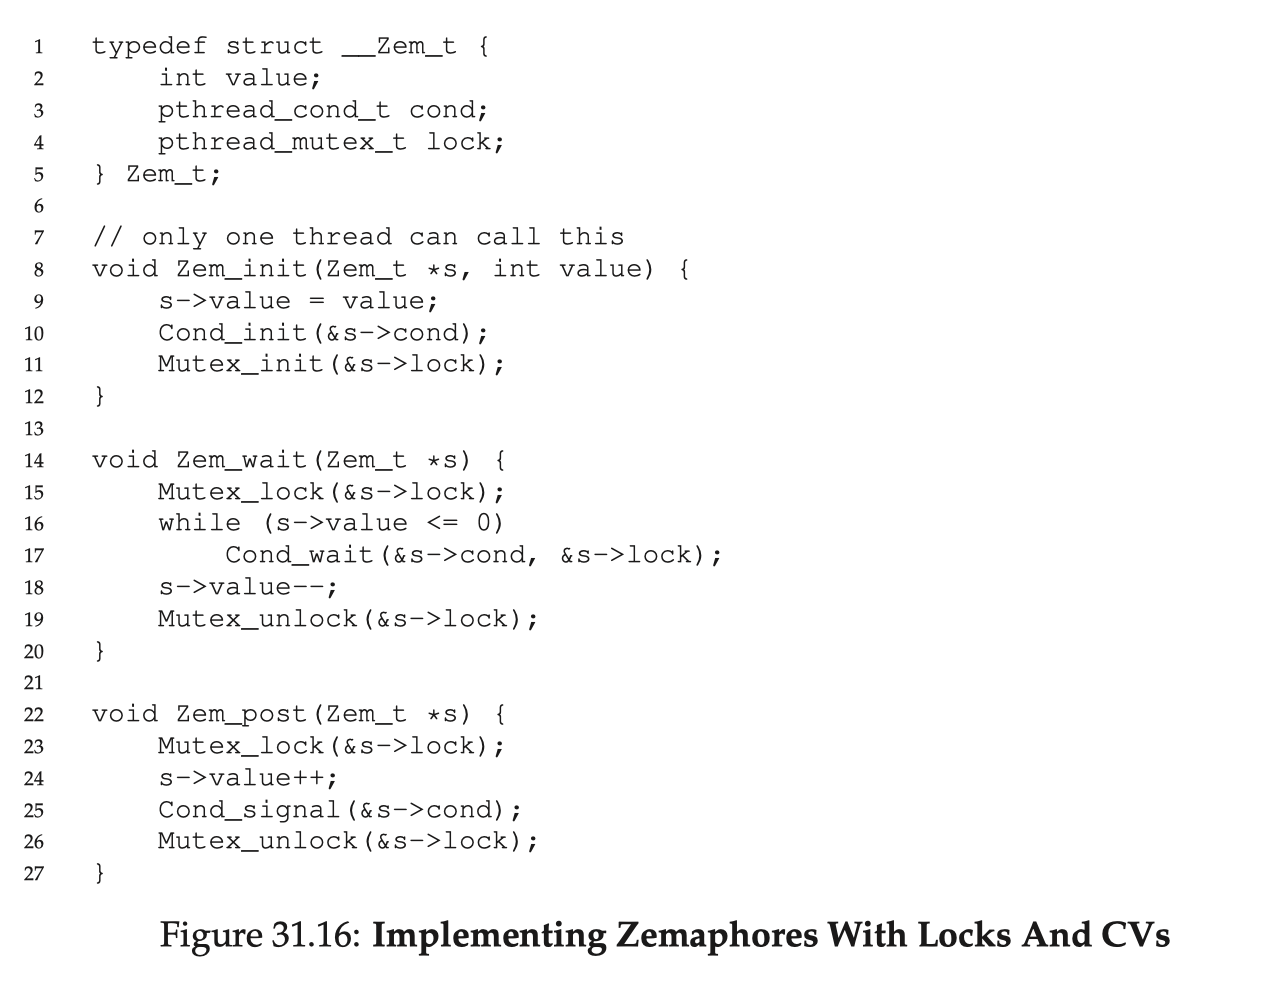 1 typedef struct __Zem_t {
2     int value;
3     pthread_cond_t cond;
4     pthread_mutex_t lock;
5 } Zem_t;
6
7 // only one thread can call this
8 void Zem_init(Zem_t *s, int value) {
9     s->value = value;
10     Cond_init(&s->cond);
11     Mutex_init(&s->lock);
12 }
13
14 void Zem_wait(Zem_t *s) {
15     Mutex_lock(&s->lock);
16     while (s->value <= 0)
17         Cond_wait(&s->cond, &s->lock);
18     s->value--;
19     Mutex_unlock(&s->lock);
20 }
21
22 void Zem_post(Zem_t *s) {
23     Mutex_lock(&s->lock);
24     s->value++;
25     Cond_signal(&s->cond);
26     Mutex_unlock(&s->lock);
27 }
Figure 31.16: Implementing Zemaphores With Locks And CVs